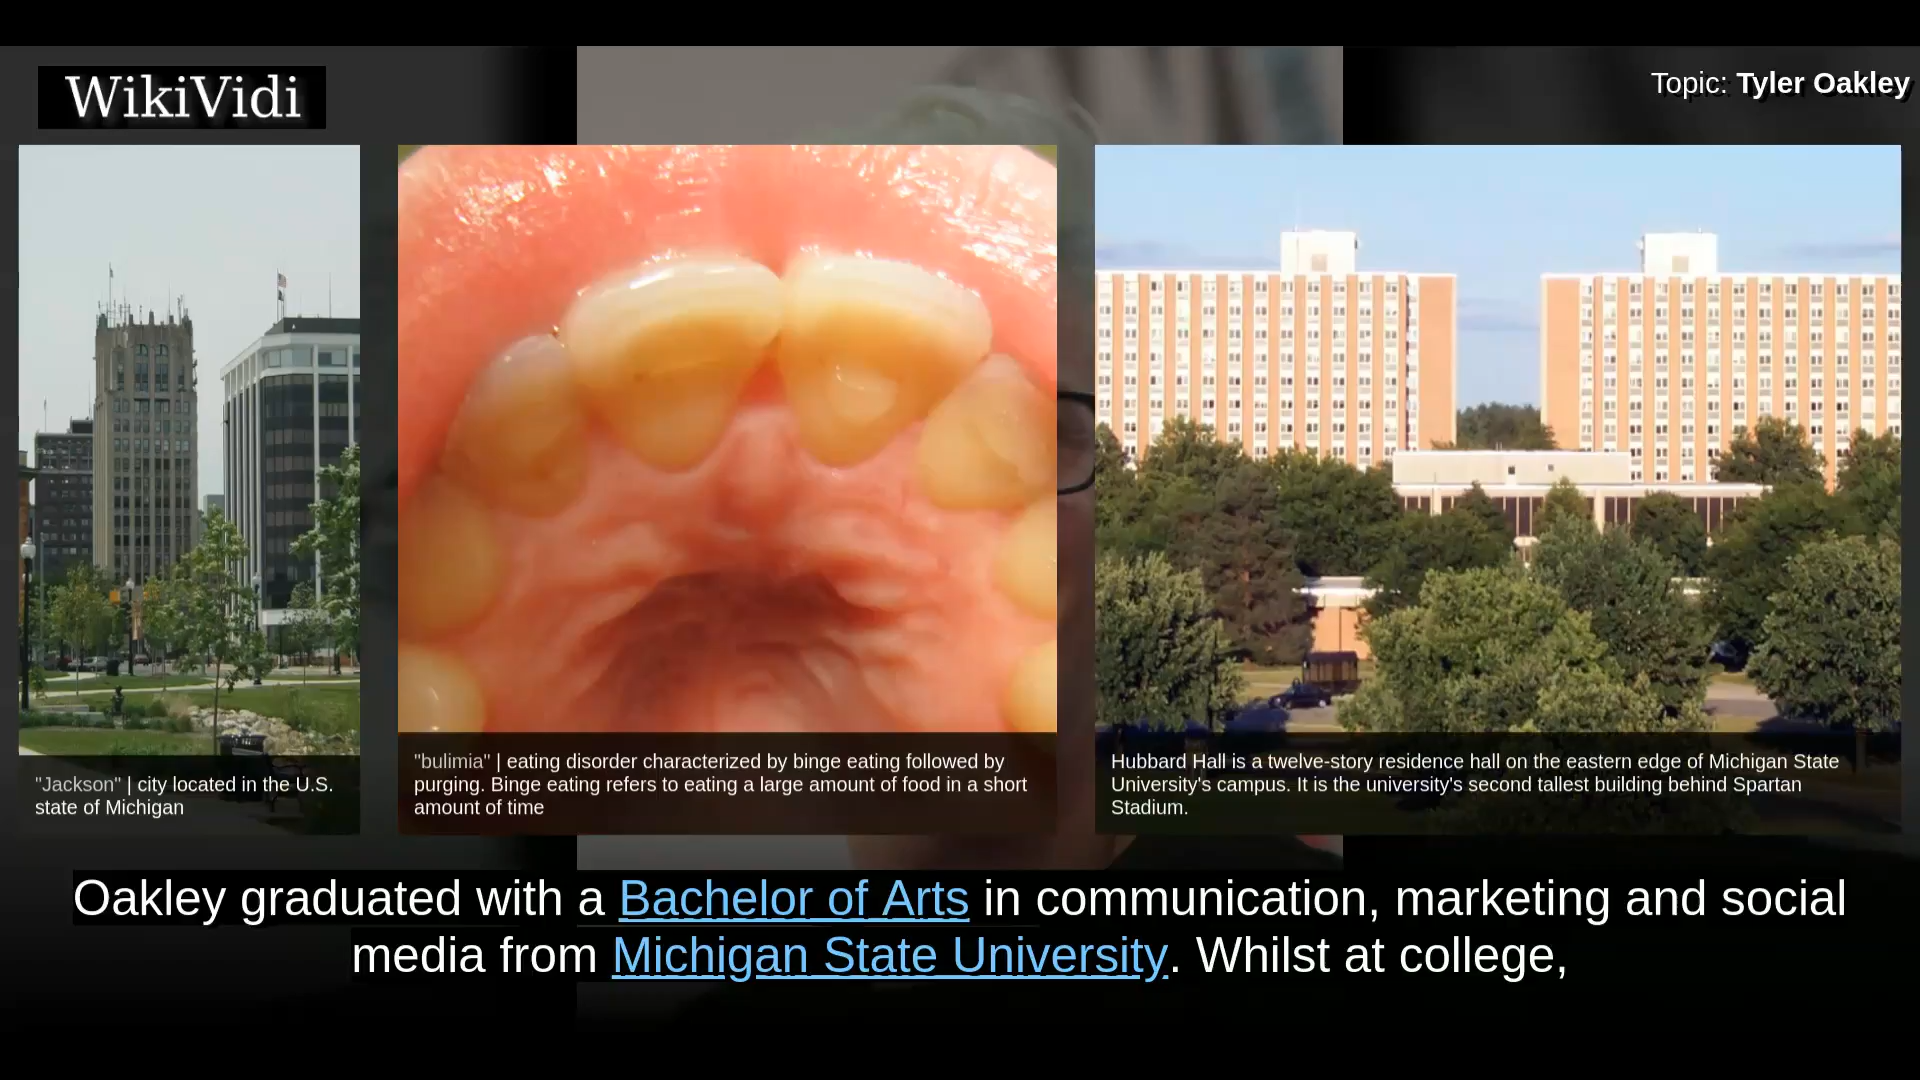 WikiVidi
Topic: Tyler Oakley
"Jackson" | city located in the U.S.
state of Michigan
"bulimia" | eating disorder characterized by binge eating followed by
purging. Binge eating refers to eating a large amount of food in a short
amount of time
Hubbard Hall is a twelve-story residence hall on the eastern edge of Michigan State
University's campus. It is the university's second tallest building behind Spartan
Stadium.
Oakley graduated with a Bachelor of Arts in communication, marketing and social
media from Michigan State University. Whilst at college,